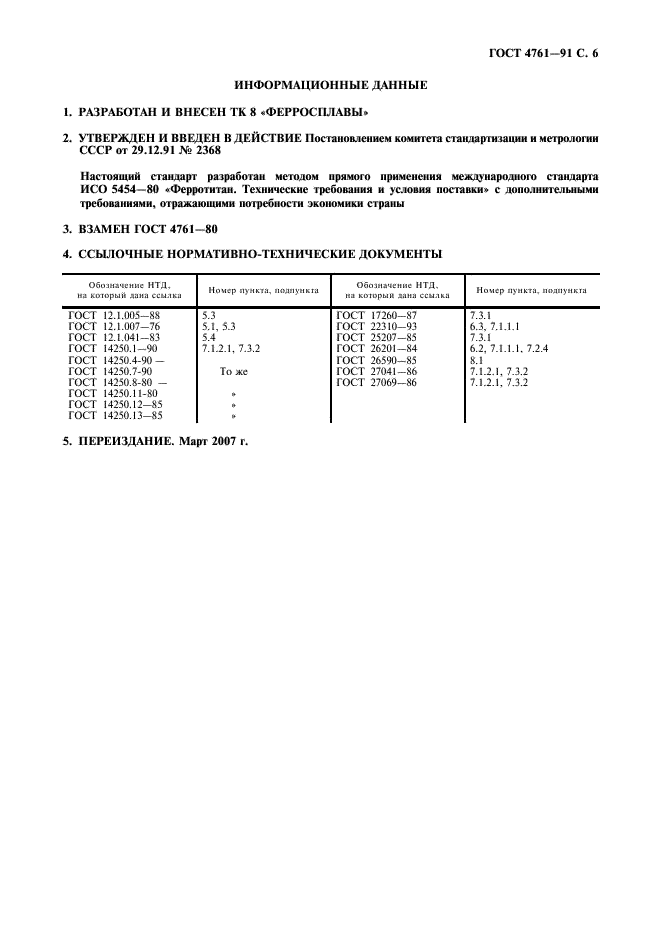 ГОСТ 4761—91 С. 6
ИНФОРМАЦИОННЫЕ ДАННЫЕ
1. РАЗРАБОТАН И ВНЕСЕН ТК 8 «ФЕРРОСПЛАВЫ»
2. УТВЕРЖДЕН И ВВЕДЕН В ДЕЙСТВИЕ Постановлением комитета стандартизации и метрологии
СССР от 29.12.91 № 2368
Настоящий стандарт разработан методом прямого применения международного стандарта
ИСО 5454—80 «Ферротитан. Технические требования и условия поставки» с дополнительными
требованиями, отражающими потребности экономики страны
3. ВЗАМЕН ГОСТ 4761—80
4. ССЫЛОЧНЫЕ НОРМАТИВНО-ТЕХНИЧЕСКИЕ ДОКУМЕНТЫ
Обозначение НТД,
на который дана ссылка
Номер пункта, подпункта
Обозначение НТД,
на который дана ссылка
Номер пункта, подпункта
ГОСТ 12.1.005—88 5.3 ГОСТ 17260—87 7.3.1
ГОСТ 12.1.007—76 5.1, 5.3 ГОСТ 22310—93 6.3, 7.1.1.1
ГОСТ 12.1.041—83 5.4 ГОСТ 25207—85 7.3.1
ГОСТ 14250.1—90 7.1.2.1, 7.3.2 ГОСТ 26201—84 6.2, 7.1.1.1, 7.2.4
ГОСТ 14250.4-90 — ГОСТ 26590—85 8.1
ГОСТ 14250.7-90 То же ГОСТ 27041—86 7.1.2.1, 7.3.2
ГОСТ 14250.8-80 — ГОСТ 27069—86 7.1.2.1, 7.3.2
ГОСТ 14250.11-80 »
ГОСТ 14250.12—85 »
ГОСТ 14250.13—85 »
5. ПЕРЕИЗДАНИЕ. Март 2007 г.